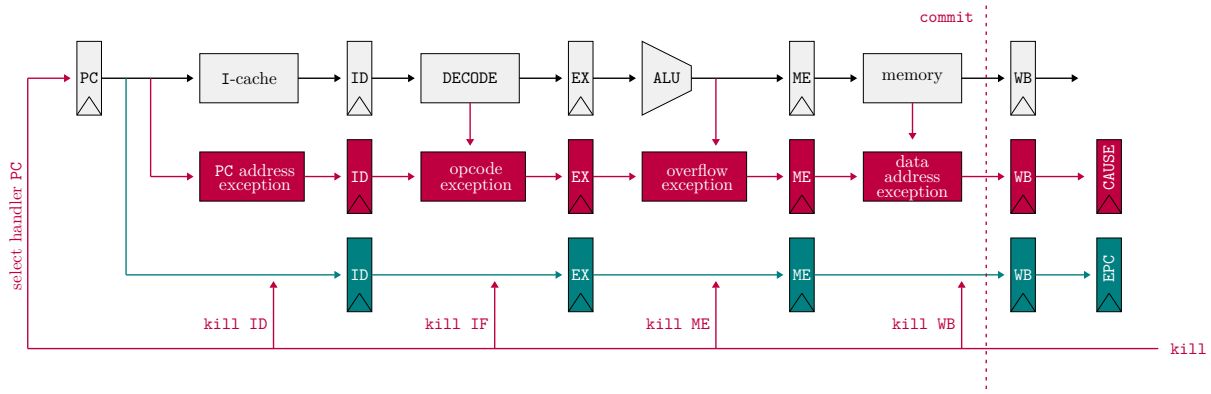 commit
PC
I-cache
ID
DECODE
EX
ALU
ME
memory
WB
PC address
exception
ID
opcode
exception
EX
overflow
exception
ME
data
address
exception
WB
CAUSE
select handler PC
ID
EX
ME
WB
EPC
kill ID
kill IF
kill ME
kill WB
kill